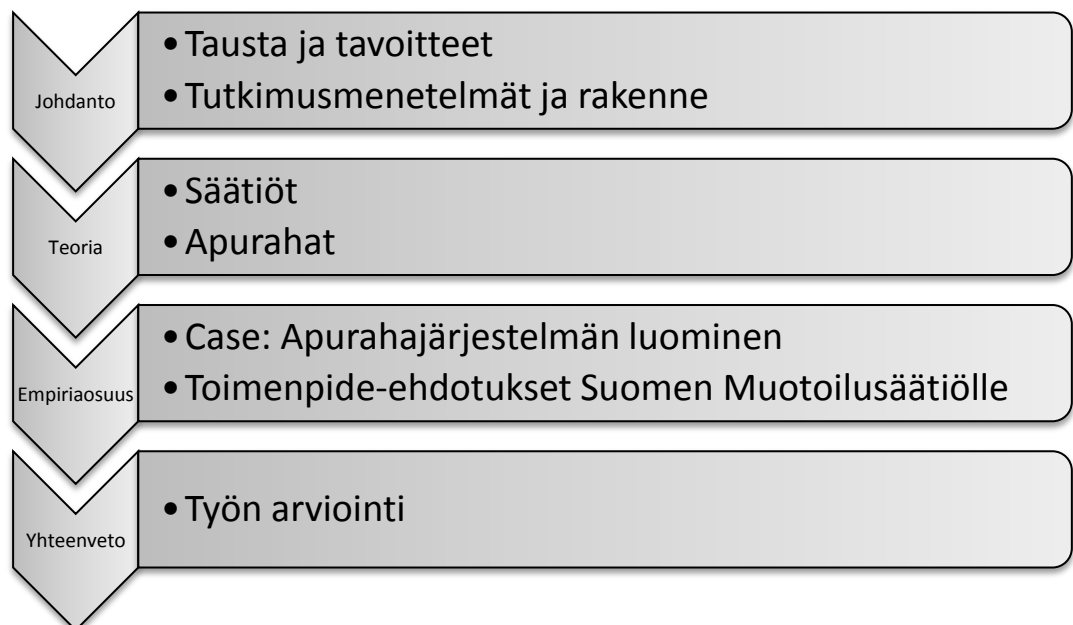 Johdanto
• Tausta ja tavoitteet
• Tutkimusmenetelmät ja rakenne
Teoria
• Säätiöt
• Apurahat
Empiriaosuus
• Case: Apurahajärjestelmän luominen
• Toimenpide-ehdotukset Suomen Muotoilusäätiölle
Yhteenveto
• Työn arviointi